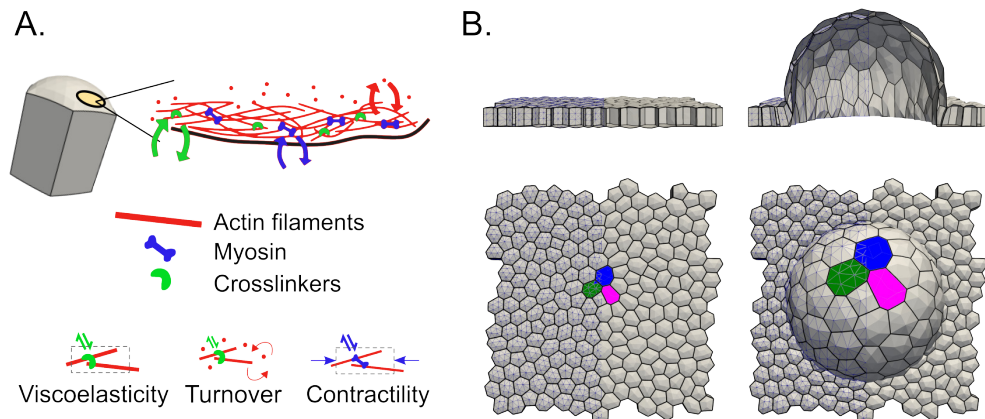 A.
B.
Actin filaments
Myosin
Crosslinkers
Viscoelasticity
Turnover
Contractility